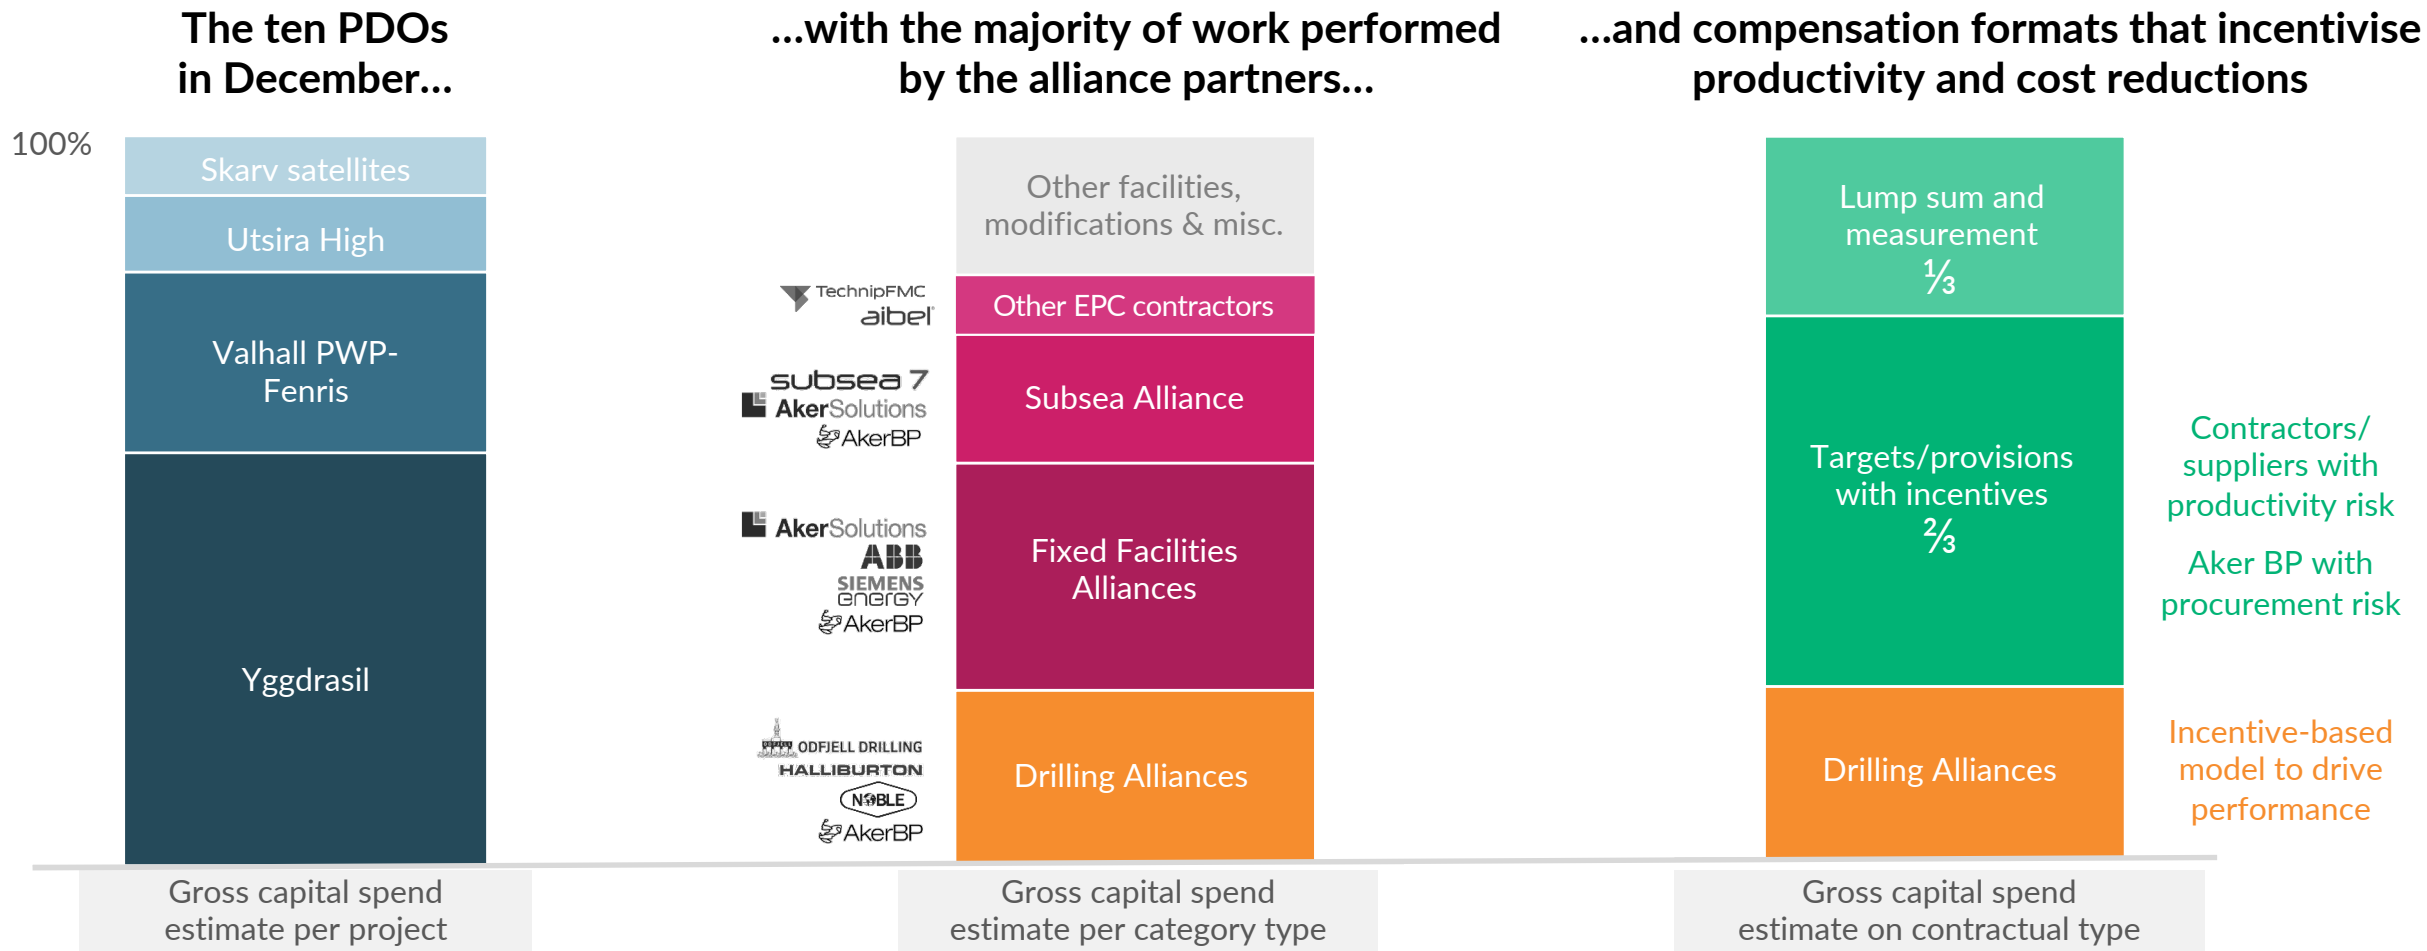 The ten PDOs
in December...
100%
Skarv satellites
Utsira High
Valhall PWP-
Fenris
Yggdrasil
Gross capital spend
estimate per project
...with the majority of work performed
by the alliance partners...
Other facilities,
modifications & misc.
TechnipFMC
aibel
Other EPC contractors
subsea 7
AkerSolutions
AkerBP
Subsea Alliance
AkerSolutions
ABB
SIEMENS
energy
AkerBP
Fixed Facilities
Alliances
ODFJELL
ODFJELL DRILLING
HALLIBURTON
NOBLE
AkerBP
Drilling Alliances
Gross capital spend
estimate per category type
...and compensation formats that incentivise
productivity and cost reductions
Lump sum and
measurement
⅓
Targets/provisions
with incentives
⅔
Contractors/
suppliers with
productivity risk
Aker BP with
procurement risk
Drilling Alliances
Incentive-based
model to drive
performance
Gross capital spend
estimate on contractual type